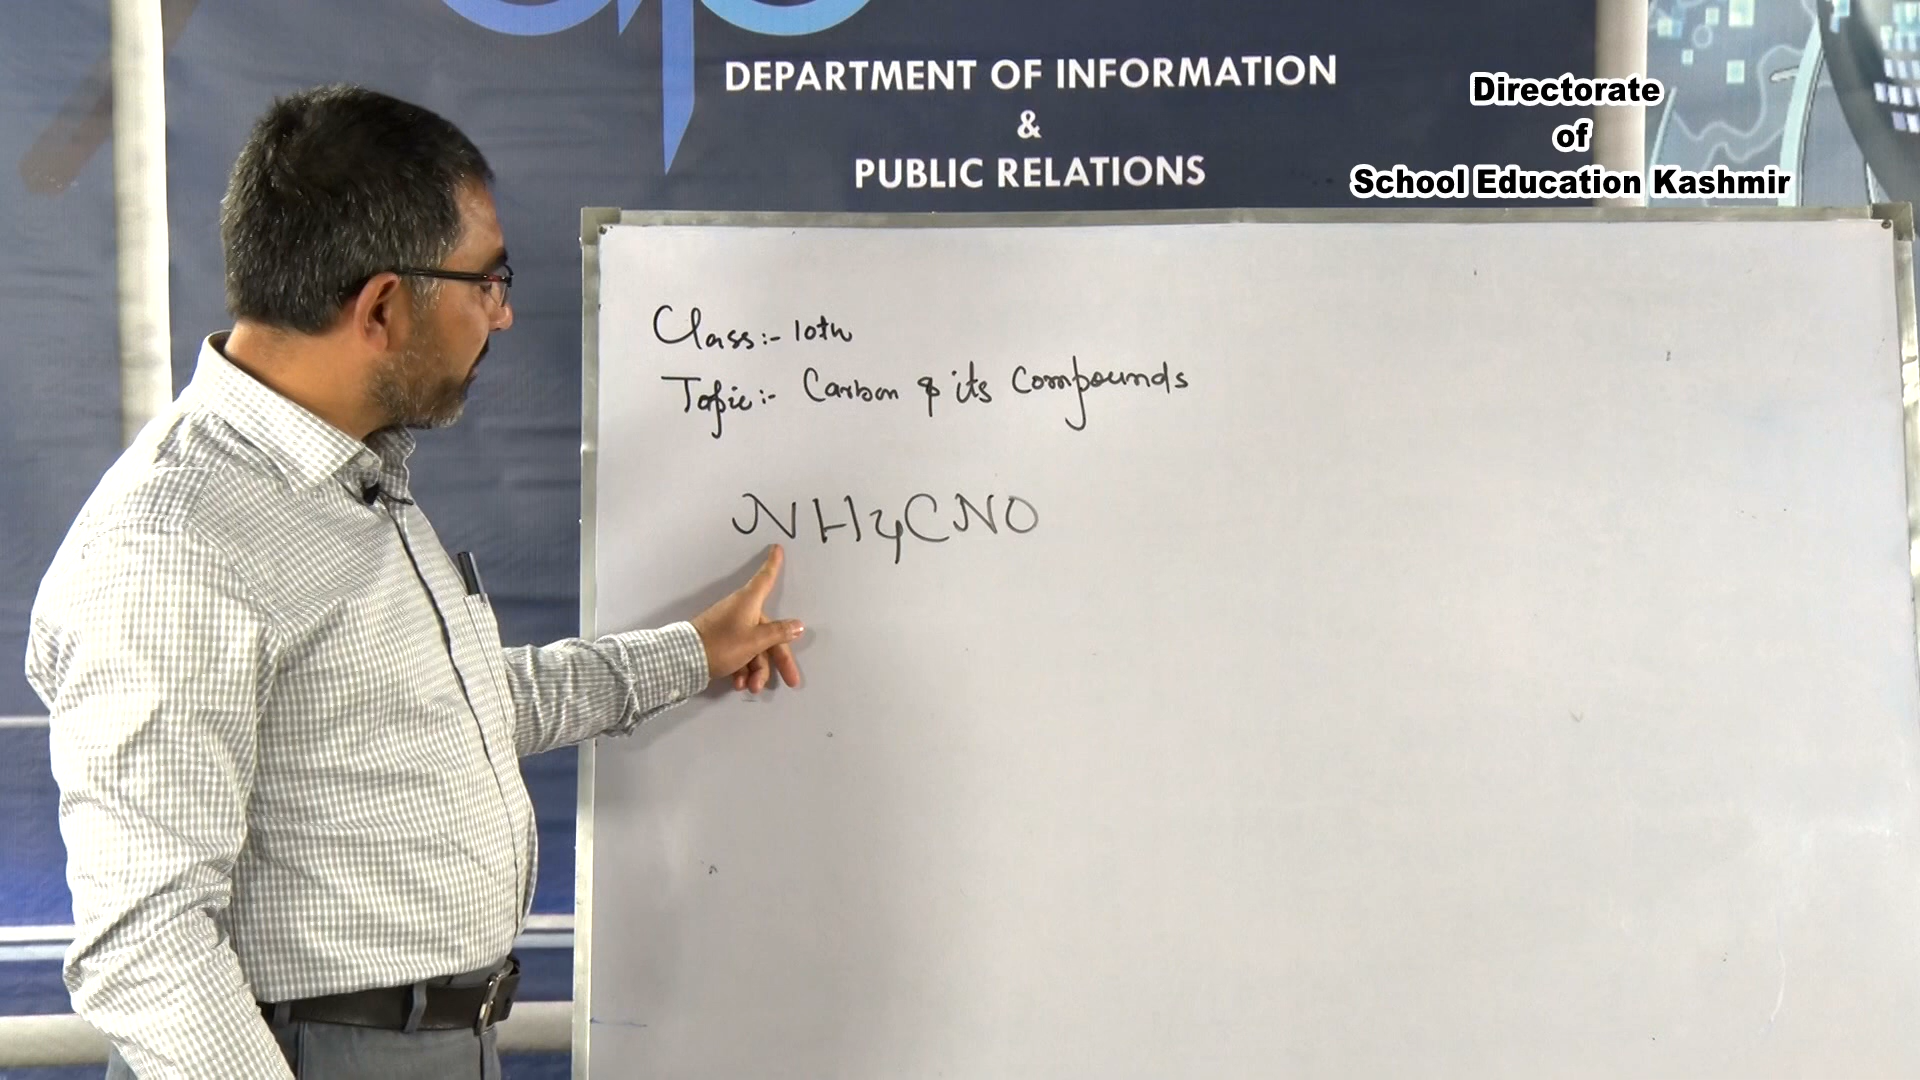 DEPARTMENT OF INFORMATION
&
PUBLIC RELATIONS
Directorate
of
School Education Kashmir
Class:- 10th
Topic:- Carbon & its Compounds
NH4CNO